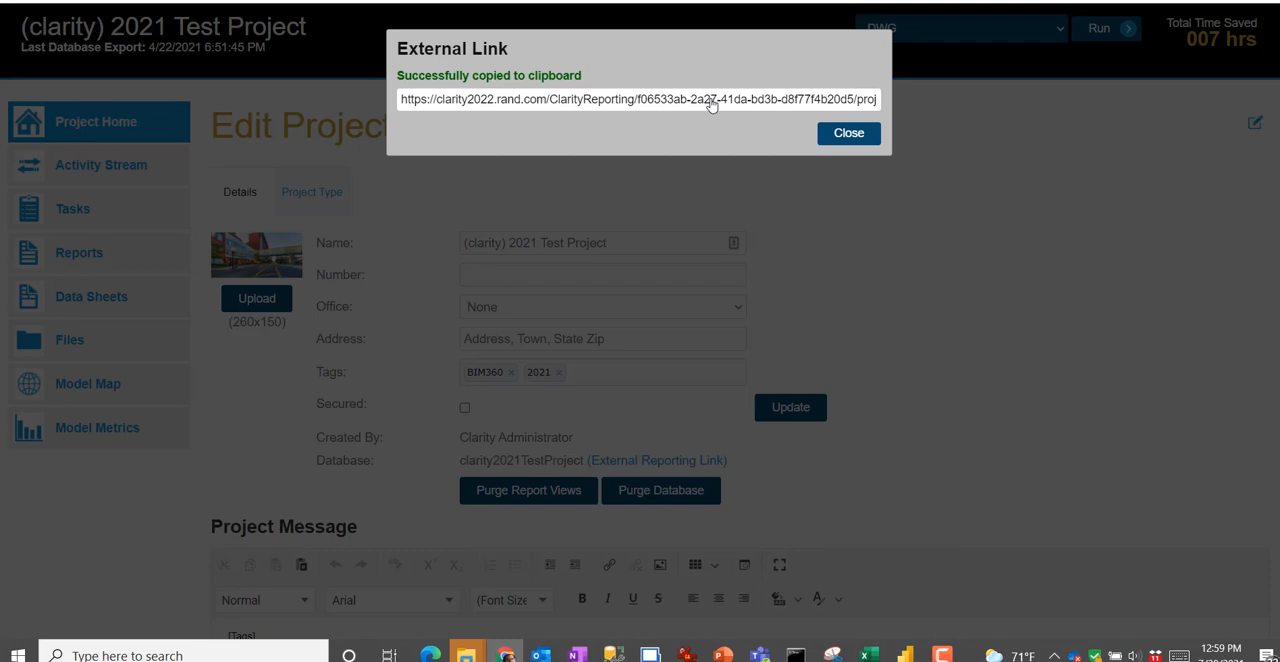 (clarity) 2021 Test Project
Last Database Export: 4/22/2021 6:51:45 PM
DWG
Run
Total Time Saved
007 hrs
External Link
Successfully copied to clipboard
https://clarity2022.rand.com/ClarityReporting/f06533ab-2a27-41da-bd3b-d8f77f4b20d5/proj
Close
Project Home
Activity Stream
Tasks
Reports
Data Sheets
Files
Model Map
Model Metrics
Edit Project
Details
Project Type
Upload
(260x150)
Name:
(clarity) 2021 Test Project
Number:
Office:
None
Address:
Address, Town, State Zip
Tags:
BIM360 ×
2021 ×
Secured:
Update
Created By:
Clarity Administrator
Database:
clarity2021TestProject (External Reporting Link)
Purge Report Views
Purge Database
Project Message
Normal
Arial
(Font Size
B I U S
[Tags]
Type here to search
71°F
12:59 PM